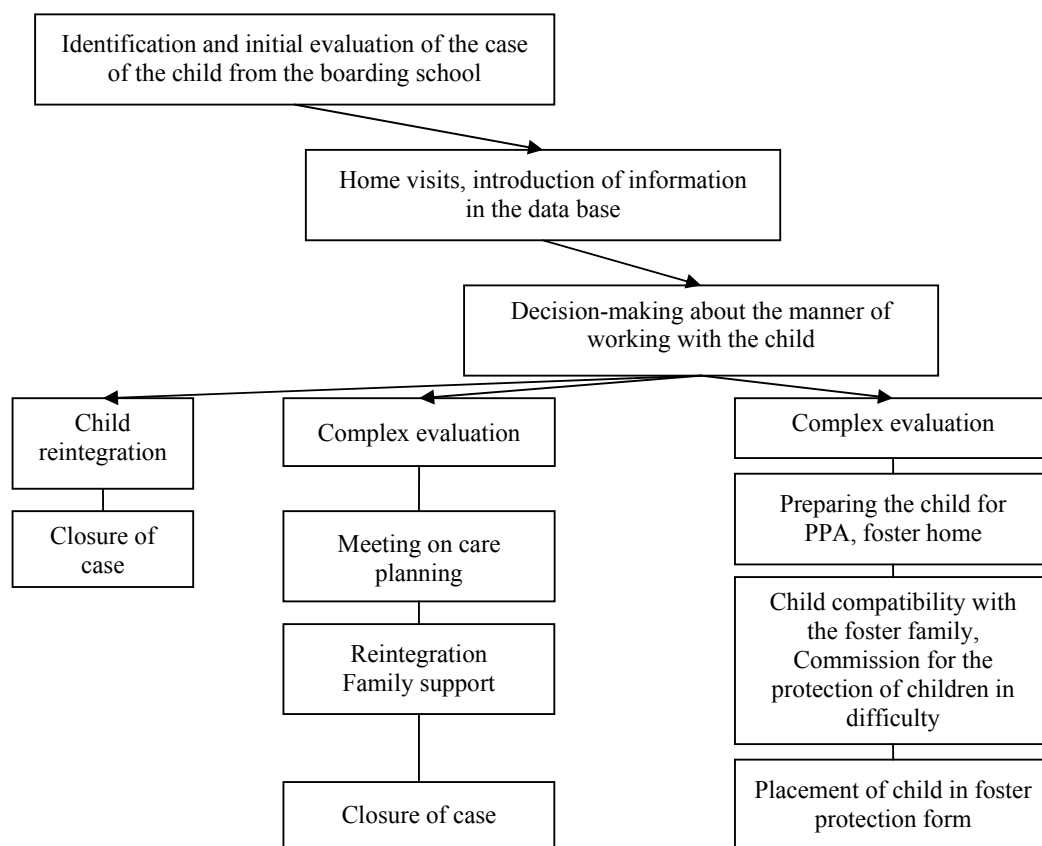 Identification and initial evaluation of the case
of the child from the boarding school
Home visits, introduction of information
in the data base
Decision-making about the manner of
working with the child
Child
reintegration
Closure of
case
Complex evaluation
Meeting on care
planning
Reintegration
Family support
Closure of case
Complex evaluation
Preparing the child for
PPA, foster home
Child compatibility with
the foster family,
Commission for the
protection of children in
difficulty
Placement of child in foster
protection form